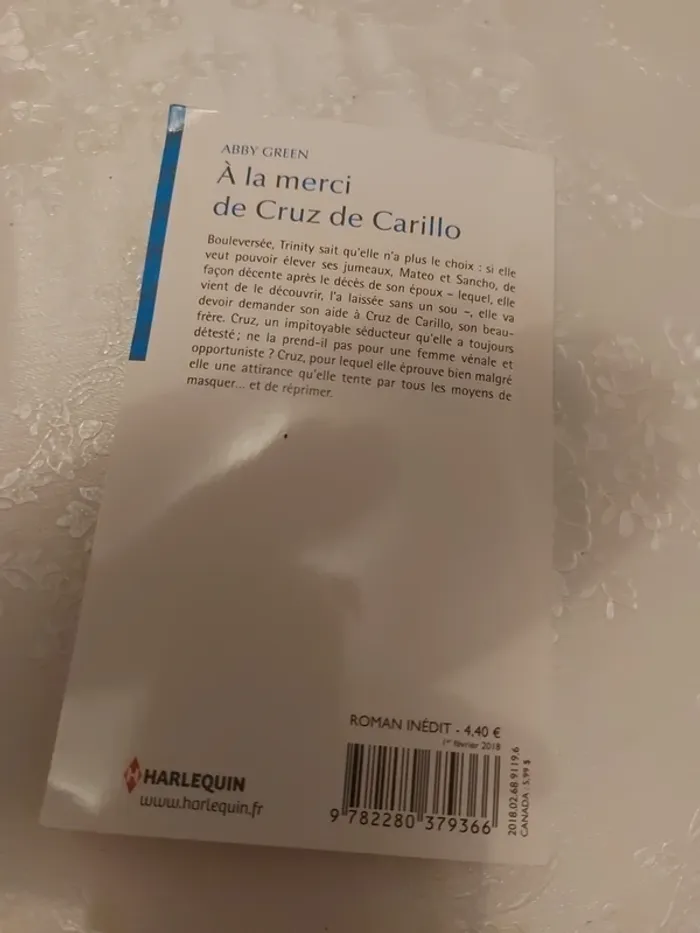 ABBY GREEN
À la merci
de Cruz de Carillo
Bouleversée, Trinity sait qu'elle n'a plus le choix : si elle
veut pouvoir élever ses jumeaux, Mateo et Sancho, de
façon décente après le décès de son époux – lequel, elle
vient de le découvrir, l'a laissée sans un sou –, elle va
devoir demander son aide à Cruz de Carillo, son beau-
frère. Cruz, un impitoyable séducteur qu'elle a toujours
détesté ; ne la prend-il pas pour une femme vénale et
opportuniste ? Cruz, pour lequel elle éprouve bien malgré
elle une attirance qu'elle tente par tous les moyens de
masquer... et de réprimer.
ROMAN INÉDIT - 4,40 €
1er février 2018
9 782280 379366
2018.02.68.9119.6
CANADA : 5,99 $
H HARLEQUIN
www.harlequin.fr